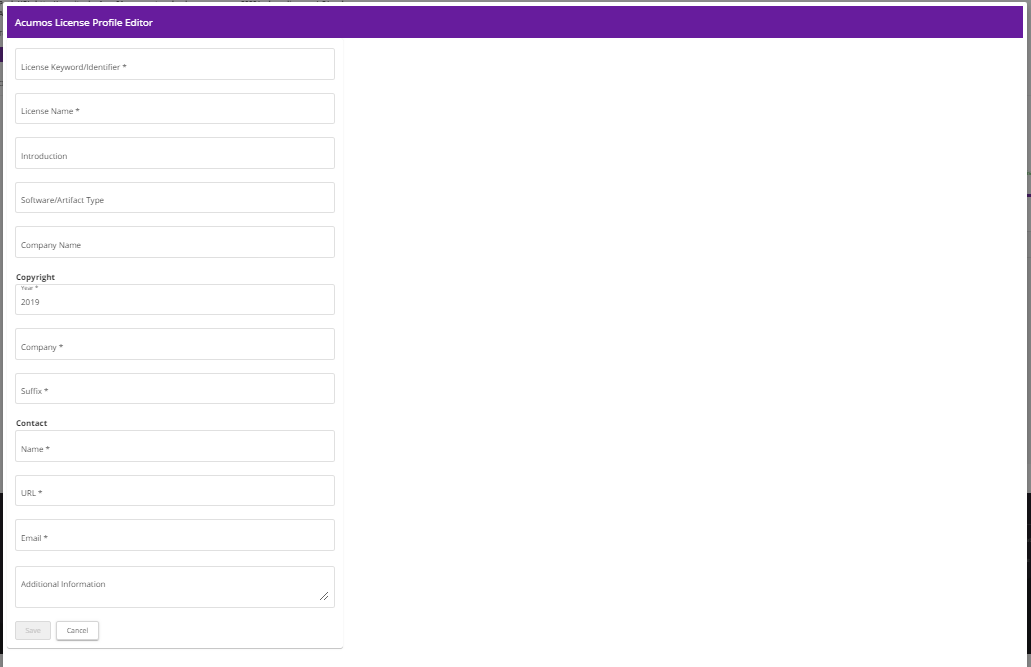 Acumos License Profile Editor
License Keyword/Identifier *
License Name *
Introduction
Software/Artifact Type
Company Name
Copyright
Year *
2019
Company *
Suffix *
Contact
Name *
URL *
Email *
Additional Information
Save
Cancel